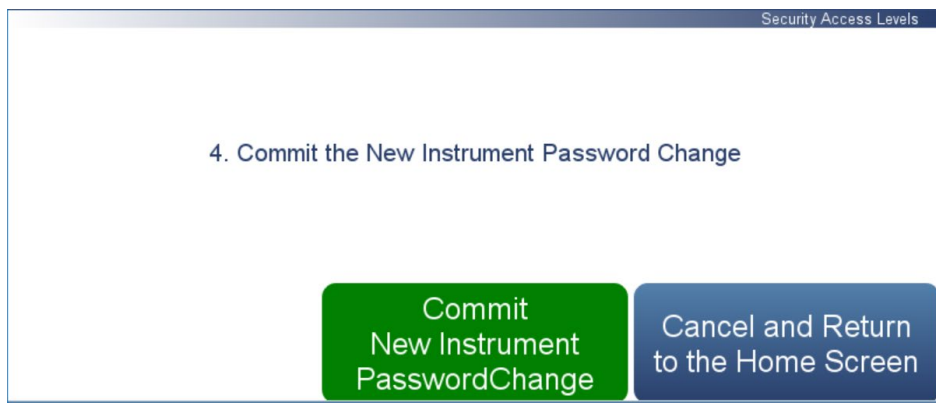 Security Access Levels
4. Commit the New Instrument Password Change
Commit
New Instrument
PasswordChange
Cancel and Return
to the Home Screen